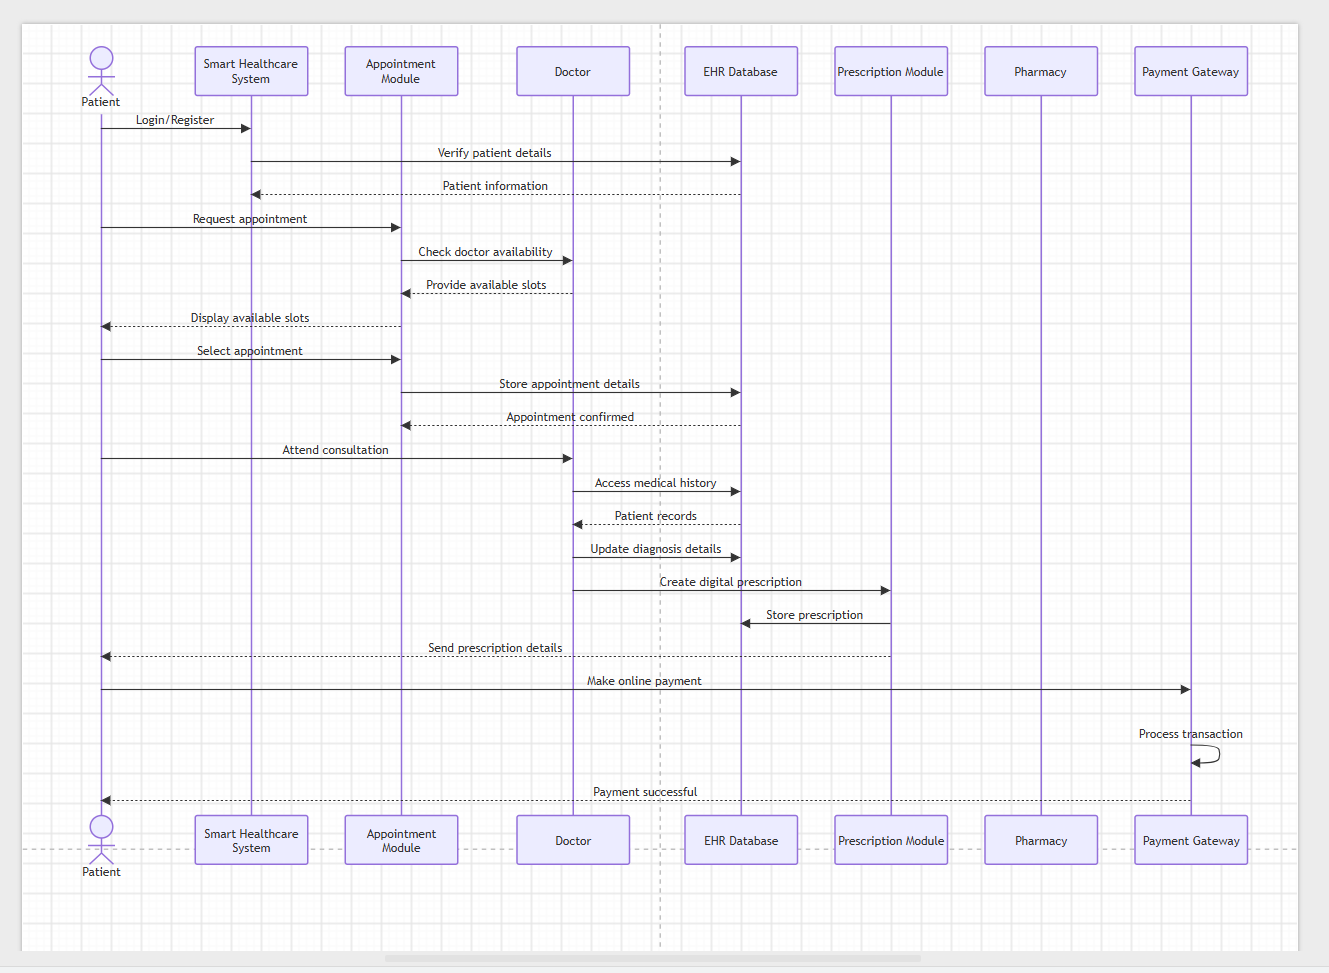 Smart Healthcare
System
Appointment
Module
Doctor
EHR Database
Prescription Module
Pharmacy
Payment Gateway
Patient
Login/Register
Verify patient details
Patient information
Request appointment
Check doctor availability
Provide available slots
Display available slots
Select appointment
Store appointment details
Appointment confirmed
Attend consultation
Access medical history
Patient records
Update diagnosis details
Create digital prescription
Store prescription
Send prescription details
Make online payment
Process transaction
Payment successful
Smart Healthcare
System
Appointment
Module
Doctor
EHR Database
Prescription Module
Pharmacy
Payment Gateway
Patient